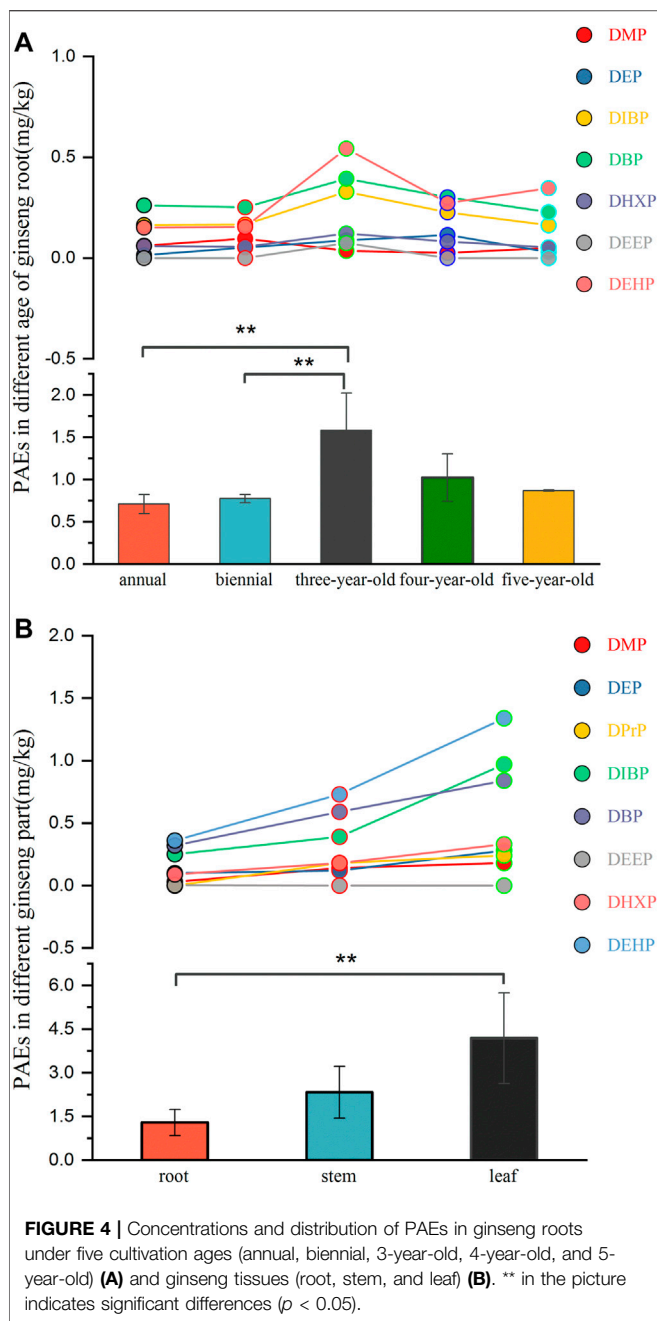 A
PAEs in different age of ginseng root(mg/kg)
1.0
0.5
0.0
-0.5
DMP
DEP
DIBP
DBP
DHXP
DEEP
DEHP
**
**
2.0
1.5
1.0
0.5
0.0
annual biennial three-year-old four-year-old five-year-old
B
PAEs in different ginseng part(mg/kg)
2.0
1.5
1.0
0.5
0.0
-0.5
DMP
DEP
DPrP
DIBP
DBP
DEEP
DHXP
DEHP
**
6.0
4.5
3.0
1.5
0.0
root stem leaf
FIGURE 4 | Concentrations and distribution of PAEs in ginseng roots
under five cultivation ages (annual, biennial, 3-year-old, 4-year-old, and 5-
year-old) (A) and ginseng tissues (root, stem, and leaf) (B). ** in the picture
indicates significant differences (p < 0.05).